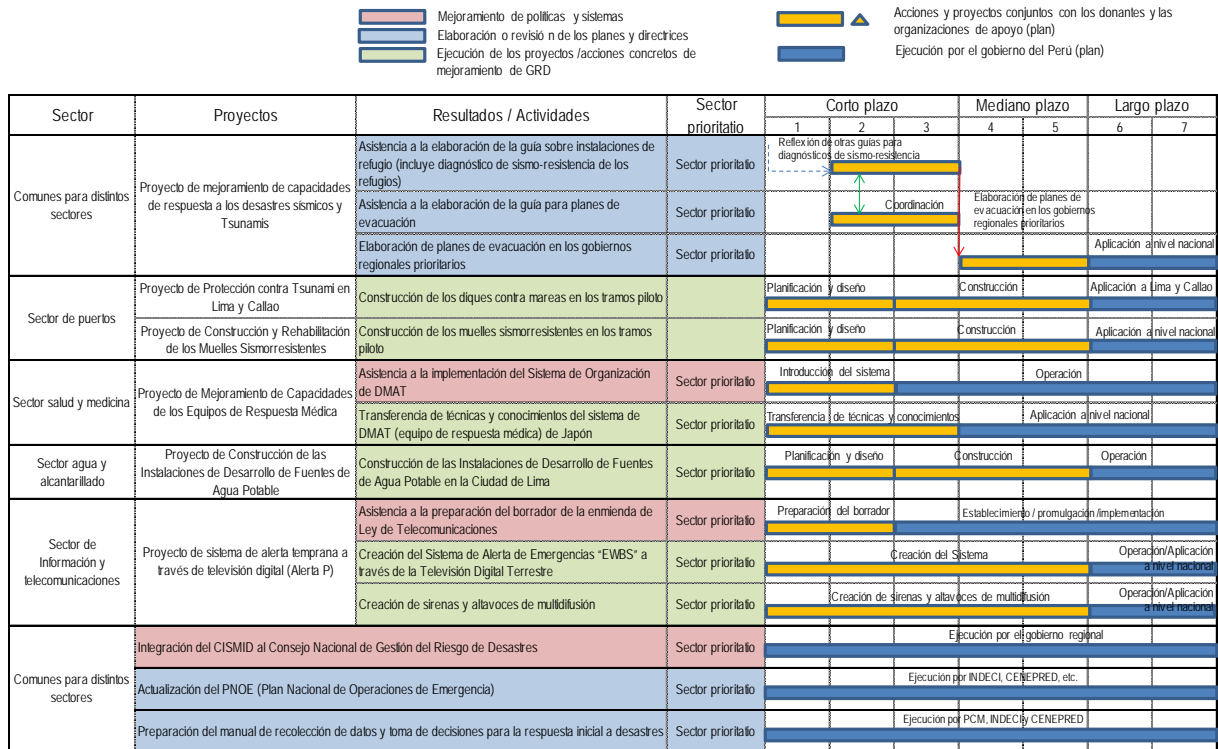 Mejoramiento de políticas y sistemas
Elaboración o revisió n de los planes y directrices
Ejecución de los proyectos /acciones concretos de
mejoramiento de GRD
Acciones y proyectos conjuntos con los donantes y las
organizaciones de apoyo (plan)
Ejecución por el gobierno del Perú (plan)
Sector
Proyectos
Resultados / Actividades
Sector
prioritatio
Corto plazo
Mediano plazo
Largo plazo
1
2
3
4
5
6
7
Comunes para distintos
sectores
Proyecto de mejoramiento de capacidades
de respuesta a los desastres sísmicos y
Tsunamis
Asistencia a la elaboración de la guía sobre instalaciones de
refugio (incluye diagnóstico de sismo-resistencia de los
refugios)
Sector prioritatio
Reflexión de otras guías para
diagnósticos de sismo-resistencia
Asistencia a la elaboración de la guía para planes de
evacuación
Sector prioritatio
Coordinación
Elaboración de planes de
evacuación en los gobiernos
regionales prioritarios
Elaboración de planes de evacuación en los gobiernos
regionales prioritarios
Sector prioritatio
Aplicación a nivel nacional
Sector de puertos
Proyecto de Protección contra Tsunami en
Lima y Callao
Construcción de los diques contra mareas en los tramos piloto
Planificación y diseño
Construcción
Aplicación a Lima y Callao
Proyecto de Construcción y Rehabilitación
de los Muelles Sismorresistentes
Construcción de los muelles sismorresistentes en los tramos
piloto
Planificación y diseño
Construcción
Aplicación a nivel nacional
Sector salud y medicina
Proyecto de Mejoramiento de Capacidades
de los Equipos de Respuesta Médica
Asistencia a la implementación del Sistema de Organización
de DMAT
Sector prioritatio
Introducción del sistema
Operación
Transferencia de técnicas y conocimientos del sistema de
DMAT (equipo de respuesta médica) de Japón
Sector prioritatio
Transferencia de técnicas y conocimientos
Aplicación a nivel nacional
Sector agua y
alcantarillado
Proyecto de Construcción de las
Instalaciones de Desarrollo de Fuentes de
Agua Potable
Construcción de las Instalaciones de Desarrollo de Fuentes
de Agua Potable en la Ciudad de Lima
Sector prioritatio
Planificación y diseño
Construcción
Operación
Sector de
Información y
telecomunicaciones
Proyecto de sistema de alerta temprana a
través de televisión digital (Alerta P)
Asistencia a la preparación del borrador de la enmienda de
Ley de Telecomunicaciones
Sector prioritatio
Preparación del borrador
Establecimiento / promulgación /implementación
Creación del Sistema de Alerta de Emergencias "EWBS" a
través de la Televisión Digital Terrestre
Sector prioritatio
Creación del Sistema
Operación/Aplicación
a nivel nacional
Creación de sirenas y altavoces de multidifusión
Sector prioritatio
Creación de sirenas y altavoces de multidifusión
Operación/Aplicación
a nivel nacional
Comunes para distintos
sectores
Integración del CISMID al Consejo Nacional de Gestión del Riesgo de Desastres
Sector prioritatio
Ejecución por el gobierno regional
Actualización del PNOE (Plan Nacional de Operaciones de Emergencia)
Sector prioritatio
Ejecución por INDECI, CENEPRED, etc.
Preparación del manual de recolección de datos y toma de decisiones para la respuesta inicial a desastres
Sector prioritatio
Ejecución por PCM, INDECI y CENEPRED